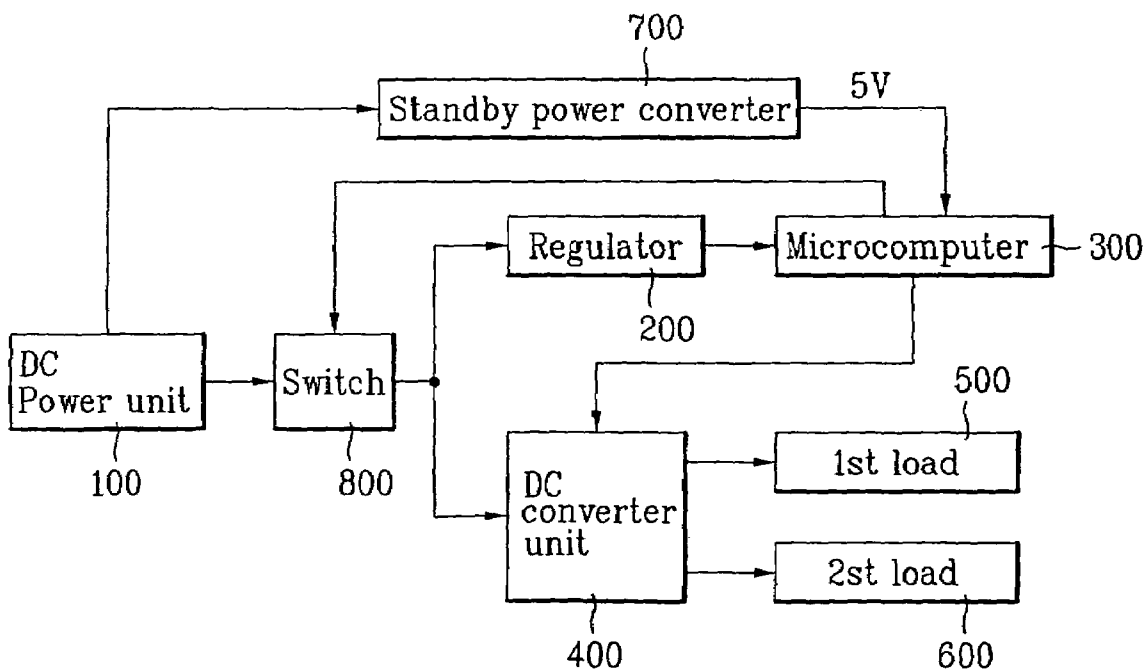 700
Standby power converter
5V
Regulator
200
Microcomputer
300
DC
Power unit
100
Switch
800
DC
converter
unit
400
500
1st load
2st load
600